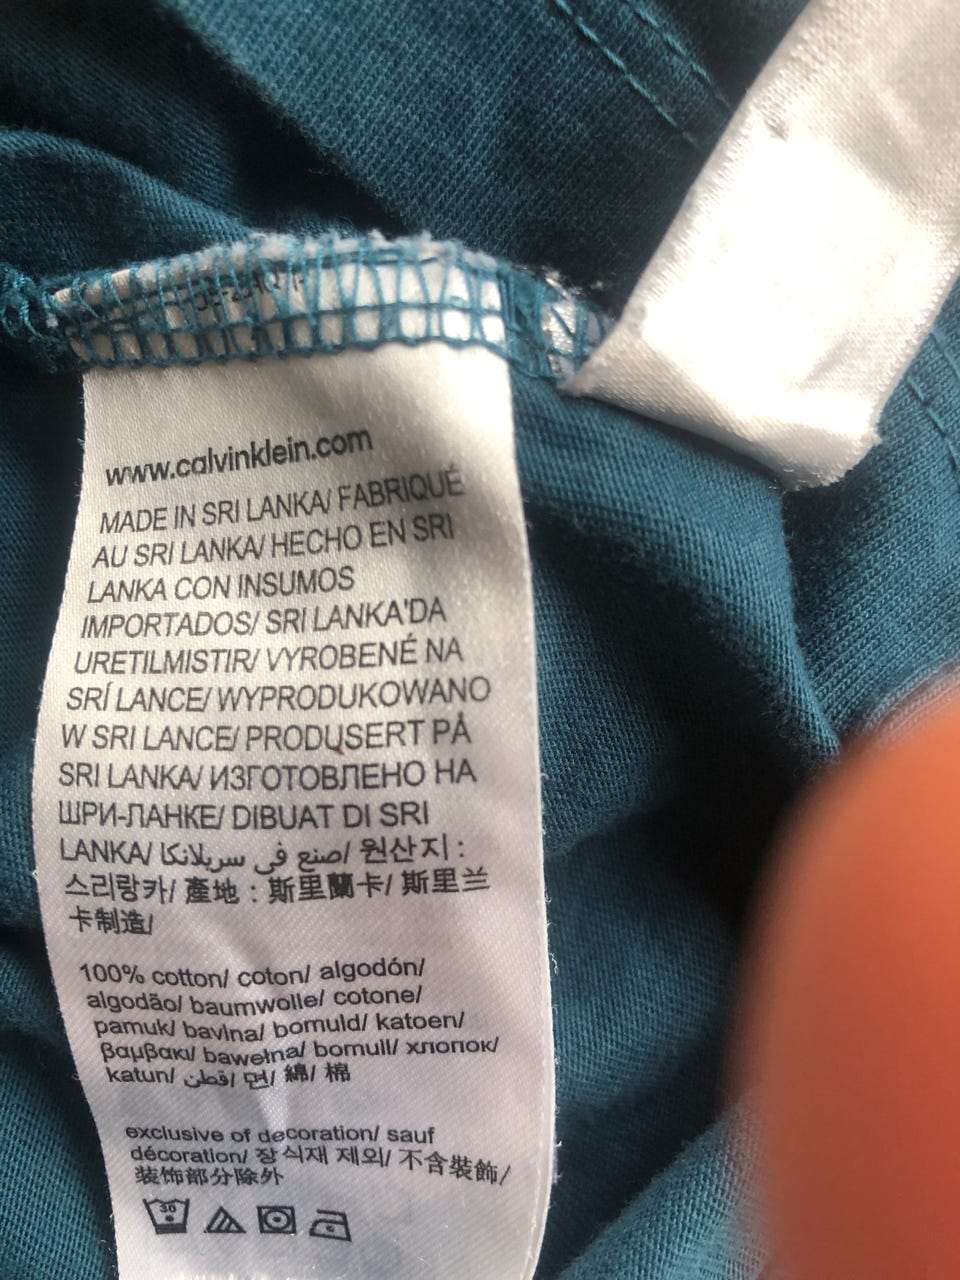 www.calvinklein.com
MADE IN SRI LANKA/ FABRIQUÉ
AU SRI LANKA/ HECHO EN SRI
LANKA CON INSUMOS
IMPORTADOS/ SRI LANKA'DA
URETILMISTIR/ VYROBENÉ NA
SRÍ LANCE/ WYPRODUKOWANO
W SRI LANCE/ PRODUSERT PÅ
SRI LANKA/ ИЗГОТОВЛЕНО НА
ШРИ-ЛАНКЕ/ DIBUAT DI SRI
LANKA/ صنع في سريلانكا/ 원산지 :
스리랑카/ 產地 : 斯里蘭卡/ 斯里兰
卡制造/
100% cotton/ coton/ algodón/
algodão/ baumwolle/ cotone/
pamuk/ bavlna/ bomuld/ katoen/
βαμβακι/ bawełna/ bomull/ хлопок/
katun/ قطن/ 면/ 綿/ 棉
exclusive of decoration/ sauf
décoration/ 장식재 제외/ 不含裝飾/
装饰部分除外
30